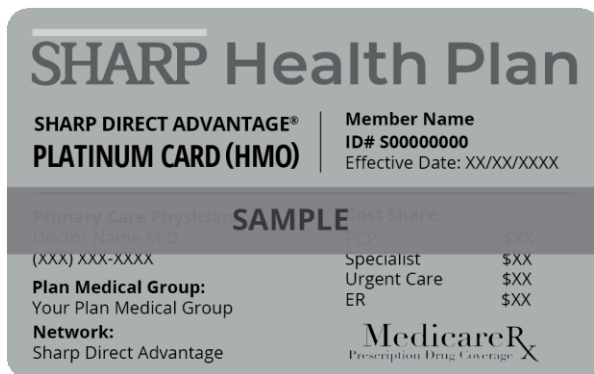 SHARP Health Plan
SHARP DIRECT ADVANTAGE®
PLATINUM CARD (HMO)
Member Name
ID# S00000000
Effective Date: XX/XX/XXXX
SAMPLE
Primary Care Physician
Doctor Name M.D.
(XXX) XXX-XXXX
Plan Medical Group:
Your Plan Medical Group
Network:
Sharp Direct Advantage
Cost Share:
PCP $XX
Specialist $XX
Urgent Care $XX
ER $XX
MedicareRx
Prescription Drug Coverage